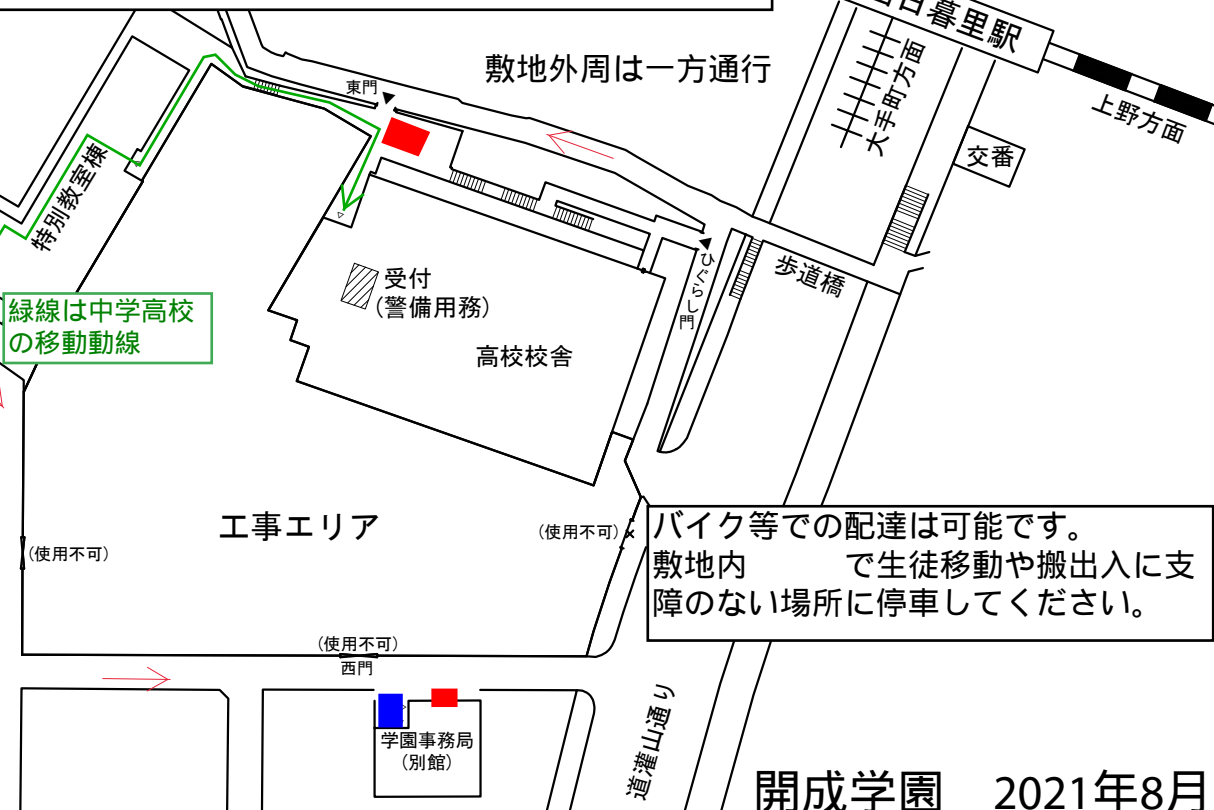 日暮里駅
敷地外周は一方通行
大手町方面
上野方面
東門
交番
特別教室棟
ひぐらし門
歩道橋
受付
(警備用務)
緑線は中学高校
の移動動線
高校校舎
工事エリア
(使用不可)
(使用不可)
バイク等での配達は可能です。
敷地内　　　で生徒移動や搬出入に支
障のない場所に停車してください。
(使用不可)
西門
学園事務局
(別館)
道灌山通り
開成学園　2021年8月